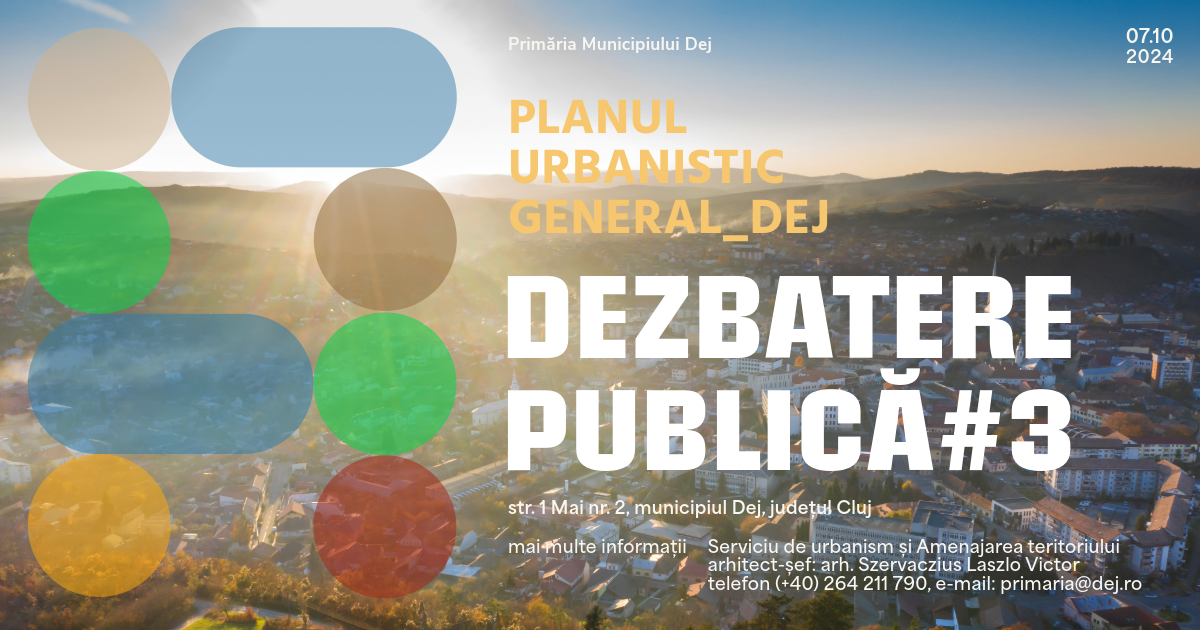 Primăria Municipiului Dej
07.10
2024
PLANUL
URBANISTIC
GENERAL_DEJ
DEZBATERE
PUBLICĂ#3
str. 1 Mai nr. 2, municipiul Dej, județul Cluj
mai multe informații
Serviciu de urbanism și Amenajarea teritoriului
arhitect-șef: arh. Szervaczius Laszlo Victor
telefon (+40) 264 211 790, e-mail: primaria@dej.ro